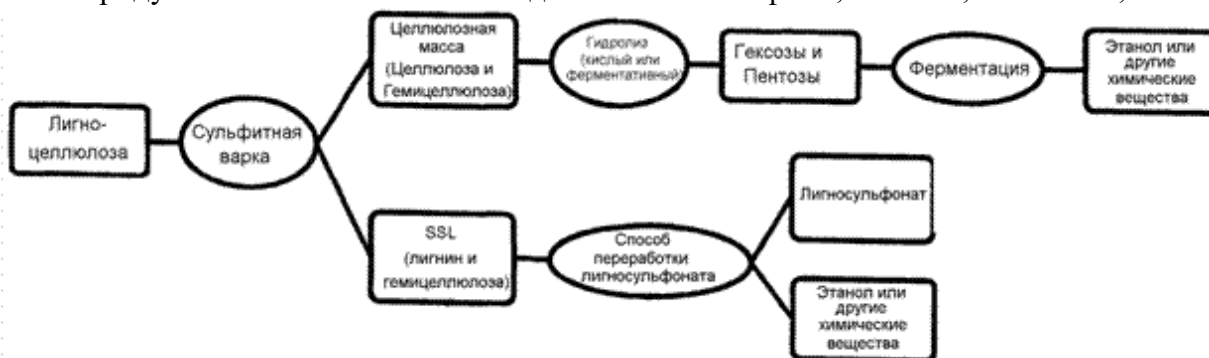 Целлюлозная
масса
(Целлюлоза и
Гемицеллюлоза)
Гидролиз
(кислый или
ферментативный)
Гексозы и
Пентозы
Ферментация
Этанол или
другие
химические
вещества
Лигно-
целлюлоза
Сульфитная
варка
SSL
(лигнин и
гемицеллюлоза)
Способ
переработки
лигносульфоната
Лигносульфонат
Этанол или
другие
химические
вещества